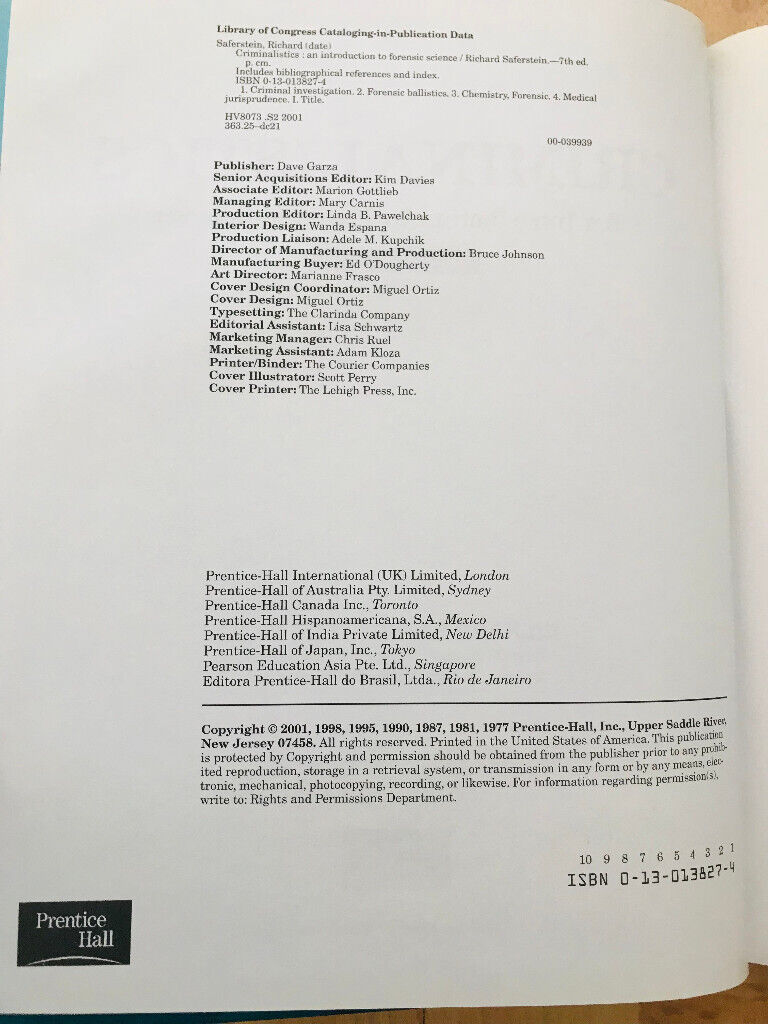 Library of Congress Cataloging-in-Publication Data
Saferstein, Richard (date)
Criminalistics : an introduction to forensic science / Richard Saferstein.—7th ed.
p. cm.
Includes bibliographical references and index.
ISBN 0-13-013827-4
1. Criminal investigation. 2. Forensic ballistics. 3. Chemistry, Forensic. 4. Medical
jurisprudence. I. Title.
HV8073 .S2 2001
363.25–dc21
00-039939
Publisher: Dave Garza
Senior Acquisitions Editor: Kim Davies
Associate Editor: Marion Gottlieb
Managing Editor: Mary Carnis
Production Editor: Linda B. Pawelchak
Interior Design: Wanda Espana
Production Liaison: Adele M. Kupchik
Director of Manufacturing and Production: Bruce Johnson
Manufacturing Buyer: Ed O'Dougherty
Art Director: Marianne Frasco
Cover Design Coordinator: Miguel Ortiz
Cover Design: Miguel Ortiz
Typesetting: The Clarinda Company
Editorial Assistant: Lisa Schwartz
Marketing Manager: Chris Ruel
Marketing Assistant: Adam Kloza
Printer/Binder: The Courier Companies
Cover Illustrator: Scott Perry
Cover Printer: The Lehigh Press, Inc.
Prentice-Hall International (UK) Limited, London
Prentice-Hall of Australia Pty. Limited, Sydney
Prentice-Hall Canada Inc., Toronto
Prentice-Hall Hispanoamericana, S.A., Mexico
Prentice-Hall of India Private Limited, New Delhi
Prentice-Hall of Japan, Inc., Tokyo
Pearson Education Asia Pte. Ltd., Singapore
Editora Prentice-Hall do Brasil, Ltda., Rio de Janeiro
Copyright © 2001, 1998, 1995, 1990, 1987, 1981, 1977 Prentice-Hall, Inc., Upper Saddle River,
New Jersey 07458. All rights reserved. Printed in the United States of America. This publication
is protected by Copyright and permission should be obtained from the publisher prior to any prohib-
ited reproduction, storage in a retrieval system, or transmission in any form or by any means, elec-
tronic, mechanical, photocopying, recording, or likewise. For information regarding permission(s),
write to: Rights and Permissions Department.
10 9 8 7 6 5 4 3 2 1
ISBN 0-13-013827-4
Prentice
Hall